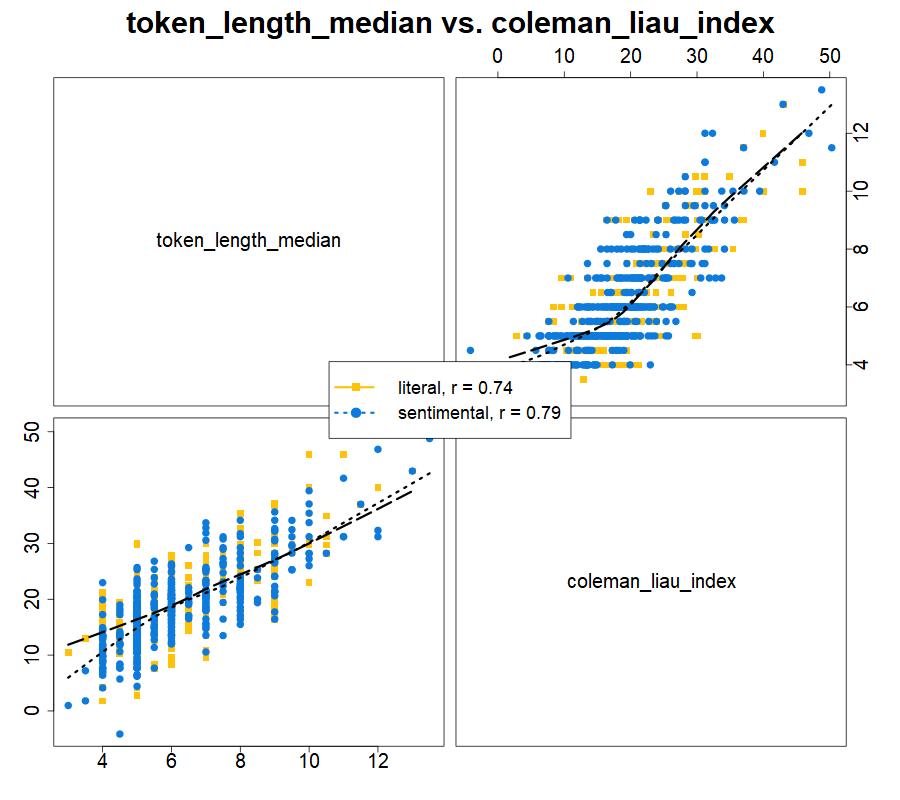 token_length_median vs. coleman_liau_index
0 10 20 30 40 50
token_length_median
4 6 8 10 12
literal, r = 0.74
sentimental, r = 0.79
0 10 20 30 40 50
coleman_liau_index
4 6 8 10 12